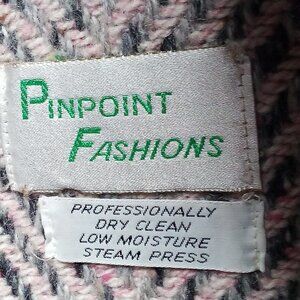 PINPOINT
FASHIONS
PROFESSIONALLY
DRY CLEAN
LOW MOISTURE
STEAM PRESS